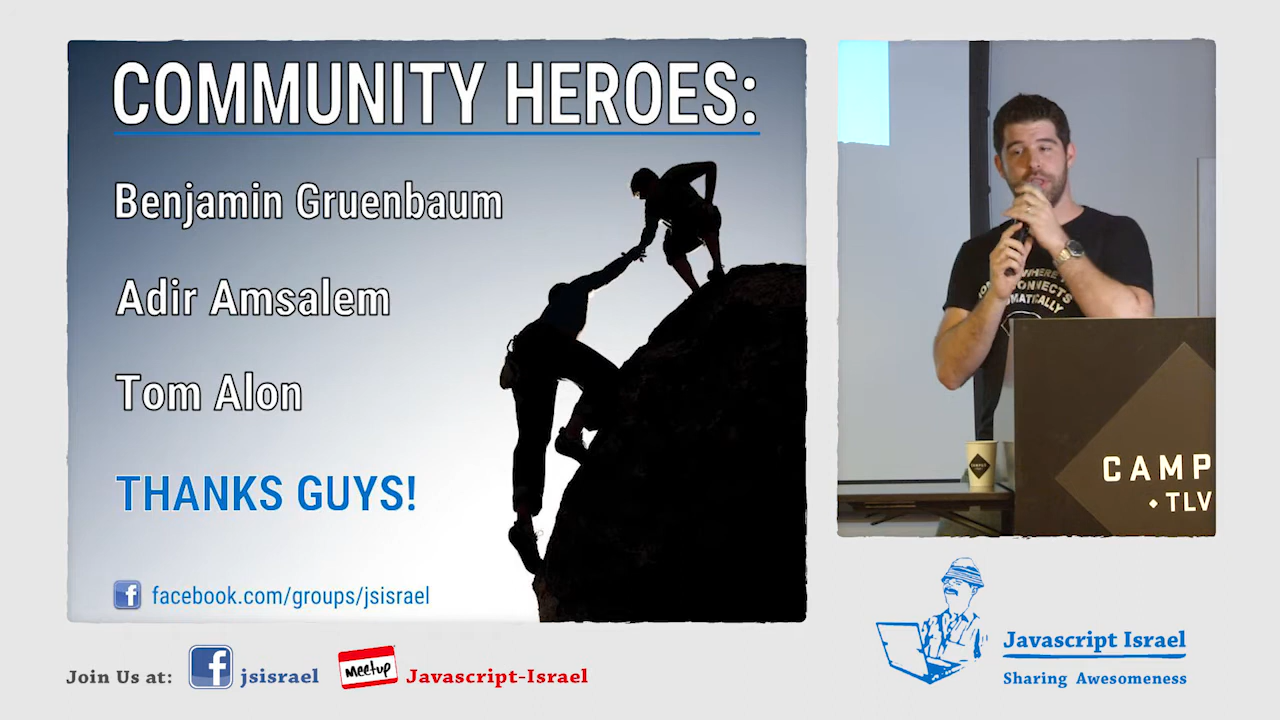 COMMUNITY HEROES:
Benjamin Gruenbaum
Adir Amsalem
Tom Alon
THANKS GUYS!
facebook.com/groups/jsisrael
CAMP
TLV
Join Us at:
jsisrael
meetup
Javascript-Israel
Javascript Israel
Sharing Awesomeness